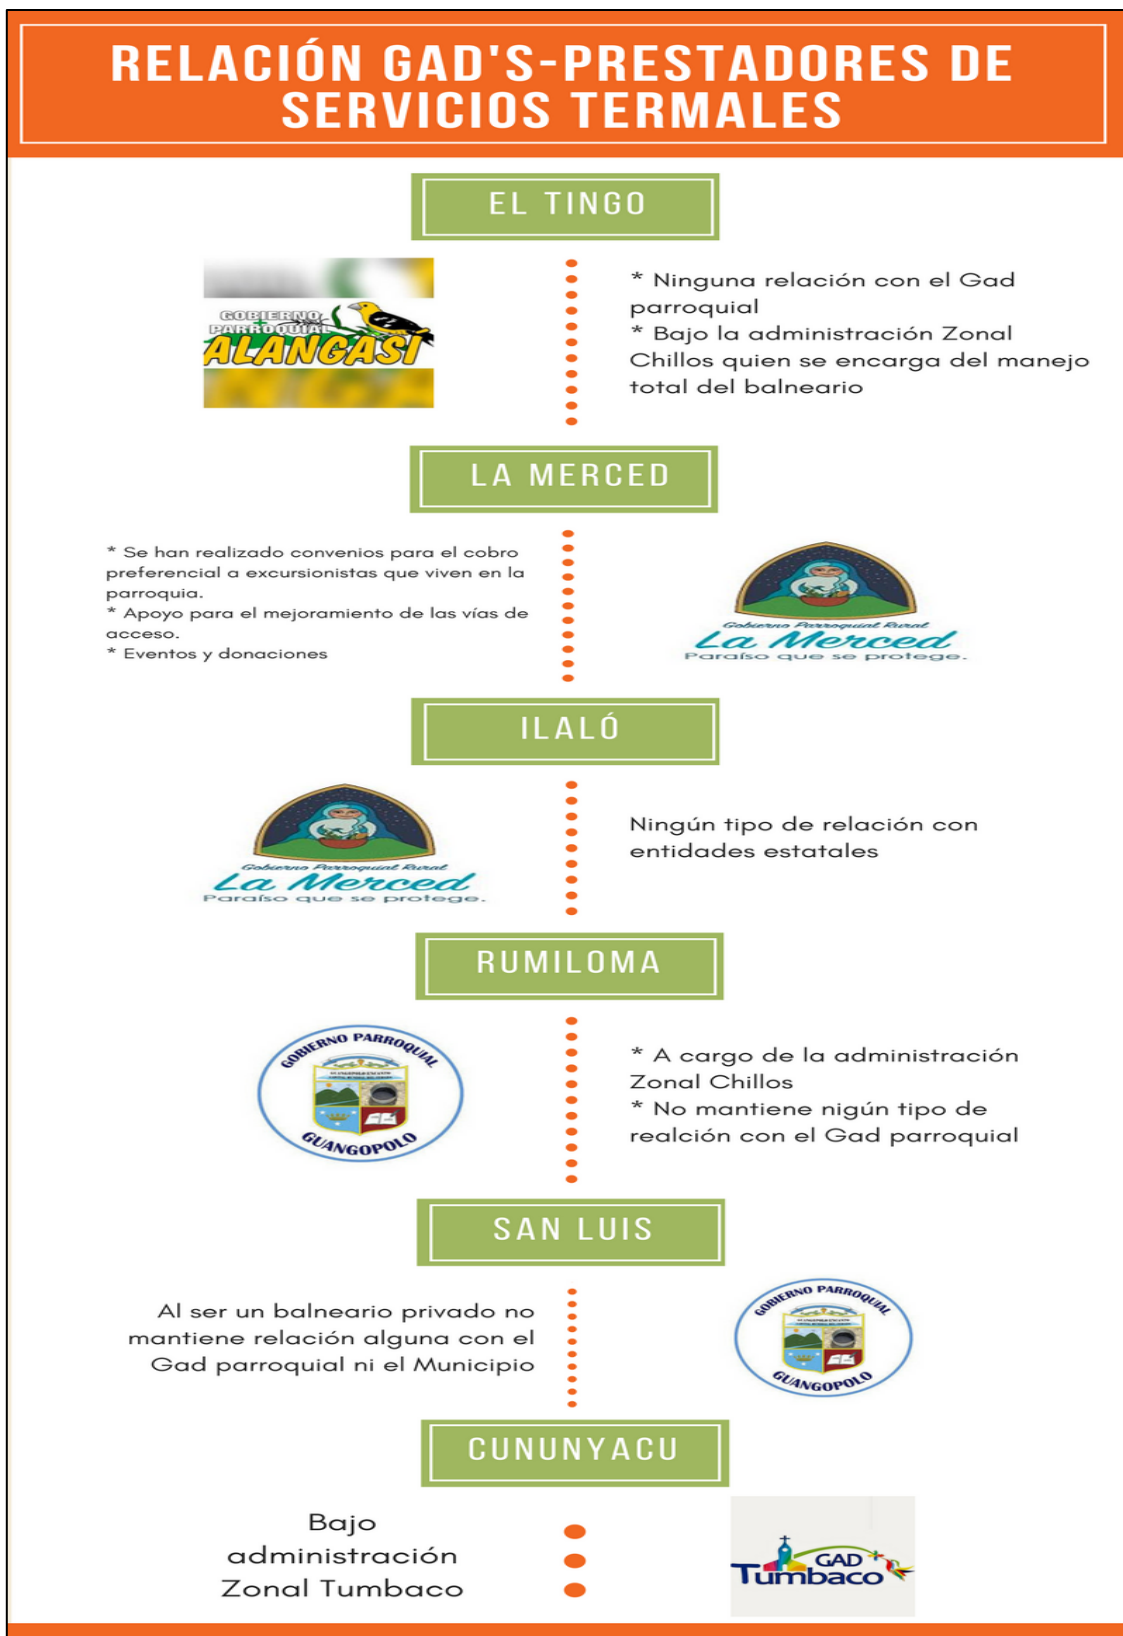 RELACIÓN GAD'S-PRESTADORES DE
SERVICIOS TERMALES
EL TINGO
GOBIERNO
PARROQUIAL
ALANGASI
* Ninguna relación con el Gad
parroquial
* Bajo la administración Zonal
Chillos quien se encarga del manejo
total del balneario
LA MERCED
* Se han realizado convenios para el cobro
preferencial a excursionistas que viven en la
parroquia.
* Apoyo para el mejoramiento de las vías de
acceso.
* Eventos y donaciones
Gobierno Parroquial Rural
La Merced
Paraíso que se protege.
ILALÓ
Gobierno Parroquial Rural
La Merced
Paraíso que se protege.
Ningún tipo de relación con
entidades estatales
RUMILOMA
GOBIERNO PARROQUIAL
GUANGOPOLO
* A cargo de la administración
Zonal Chillos
* No mantiene nigún tipo de
realción con el Gad parroquial
SAN LUIS
Al ser un balneario privado no
mantiene relación alguna con el
Gad parroquial ni el Municipio
GOBIERNO PARROQUIAL
GUANGOPOLO
CUNUNYACU
Bajo
administración
Zonal Tumbaco
GAD
Tumbaco